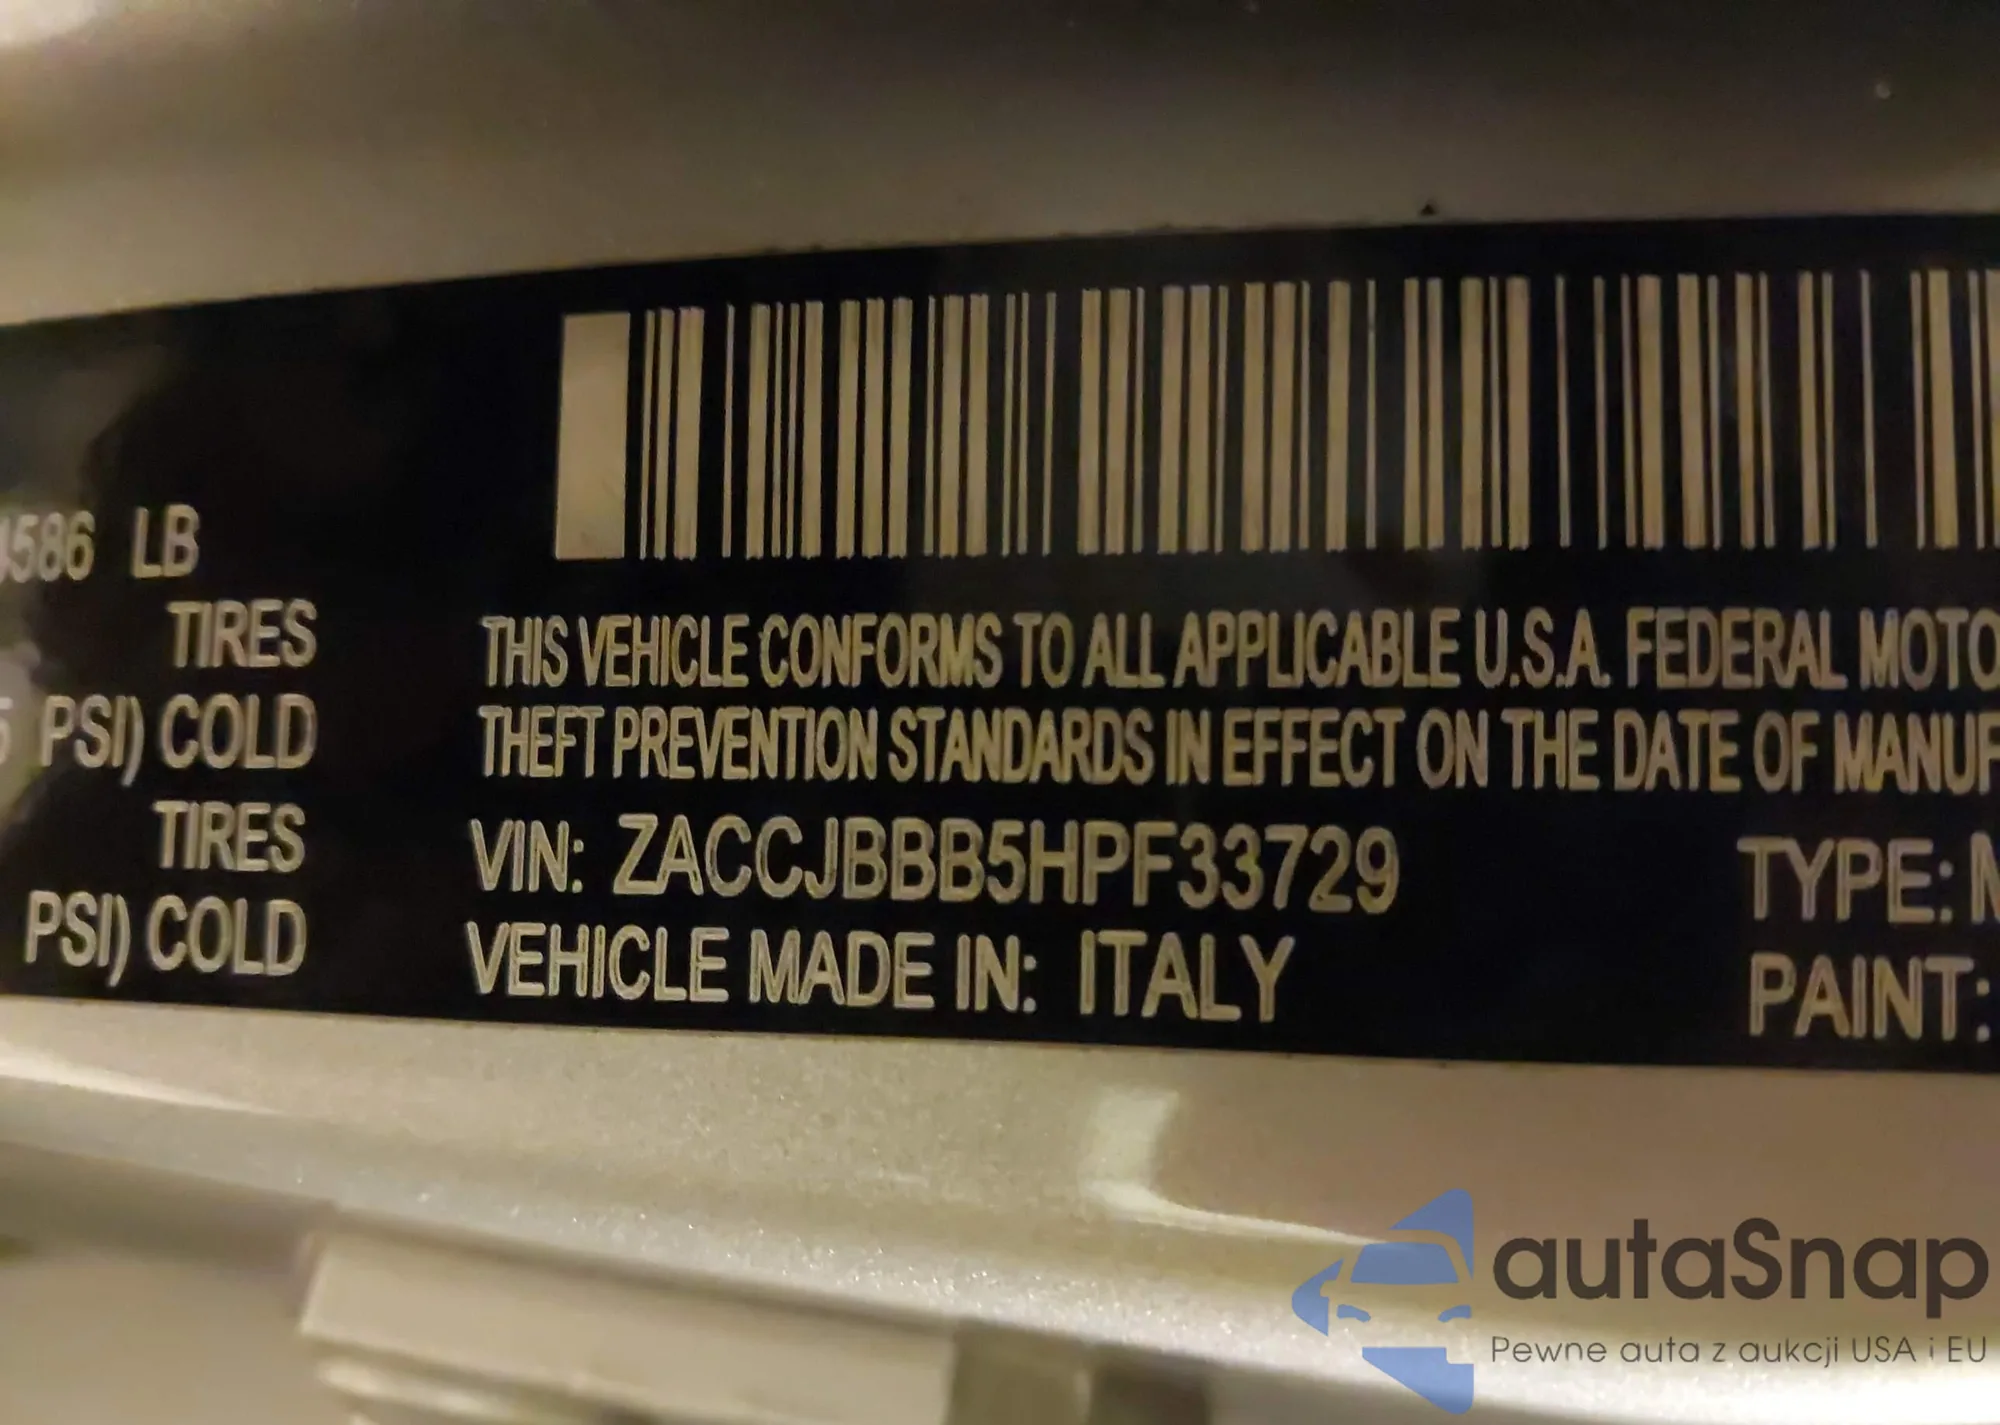 4586 LB
TIRES
PSI) COLD
TIRES
PSI) COLD
THIS VEHICLE CONFORMS TO ALL APPLICABLE U.S.A. FEDERAL MOTO
THEFT PREVENTION STANDARDS IN EFFECT ON THE DATE OF MANUF
VIN: ZACCJBBB5HPF33729
VEHICLE MADE IN: ITALY
TYPE: M
PAINT:
autaSnap
Pewne auta z aukcji USA i EU